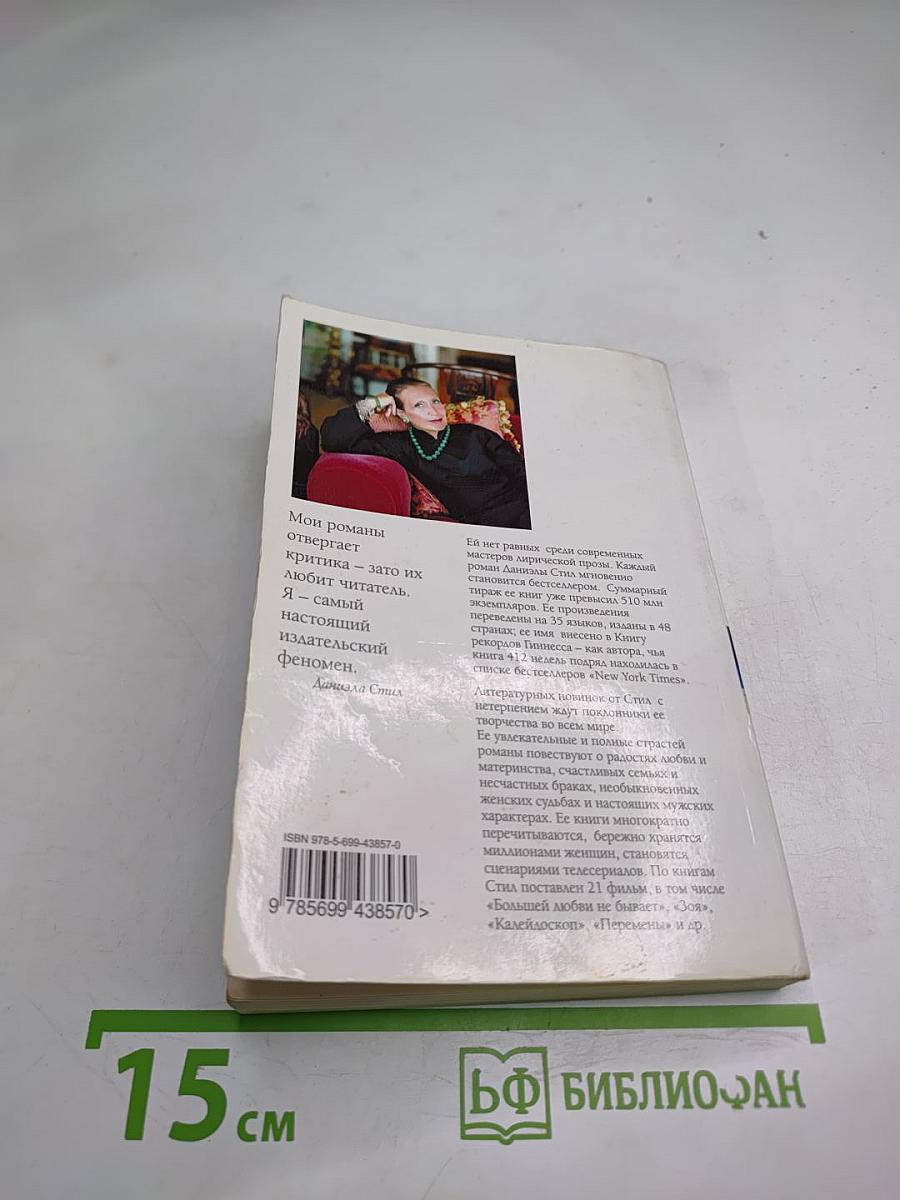 Мои романы
отвергает
критика – зато их
любит читатель.
Я – самый
настоящий
издательский
феномен.
Даниэла Стил
Ей нет равных среди современных
мастеров лирической прозы. Каждый
роман Даниэлы Стил мгновенно
становится бестселлером. Суммарный
тираж ее книг уже превысил 510 млн
экземпляров. Ее произведения
переведены на 35 языков, изданы в 48
странах; ее имя внесено в Книгу
рекордов Гиннесса – как автора, чья
книга 412 недель подряд находилась в
списке бестселлеров «New York Times».
Литературных новинок от Стил с
нетерпением ждут поклонники ее
творчества во всем мире.
Ее увлекательные и полные страстей
романы повествуют о радостях любви и
материнства, счастливых семьях и
несчастных браках, необыкновенных
женских судьбах и настоящих мужских
характерах. Ее книги многократно
перечитываются, бережно хранятся
миллионами женщин, становятся
сценариями телесериалов. По книгам
Стил поставлен 21 фильм, в том числе
«Большей любви не бывает», «Зоя»,
«Калейдоскоп», «Перемены» и др.
ISBN 978-5-699-43857-0
9 785699 438570 >
15 см
БФ БИБЛИОФАН